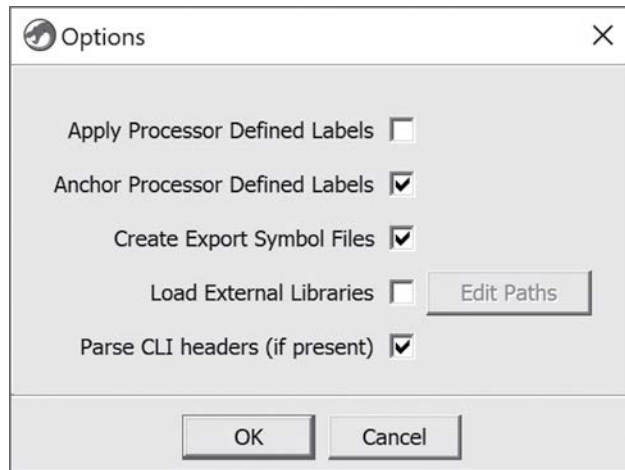 Options
Apply Processor Defined Labels
Anchor Processor Defined Labels
Create Export Symbol Files
Load External Libraries Edit Paths
Parse CLI headers (if present)
OK Cancel